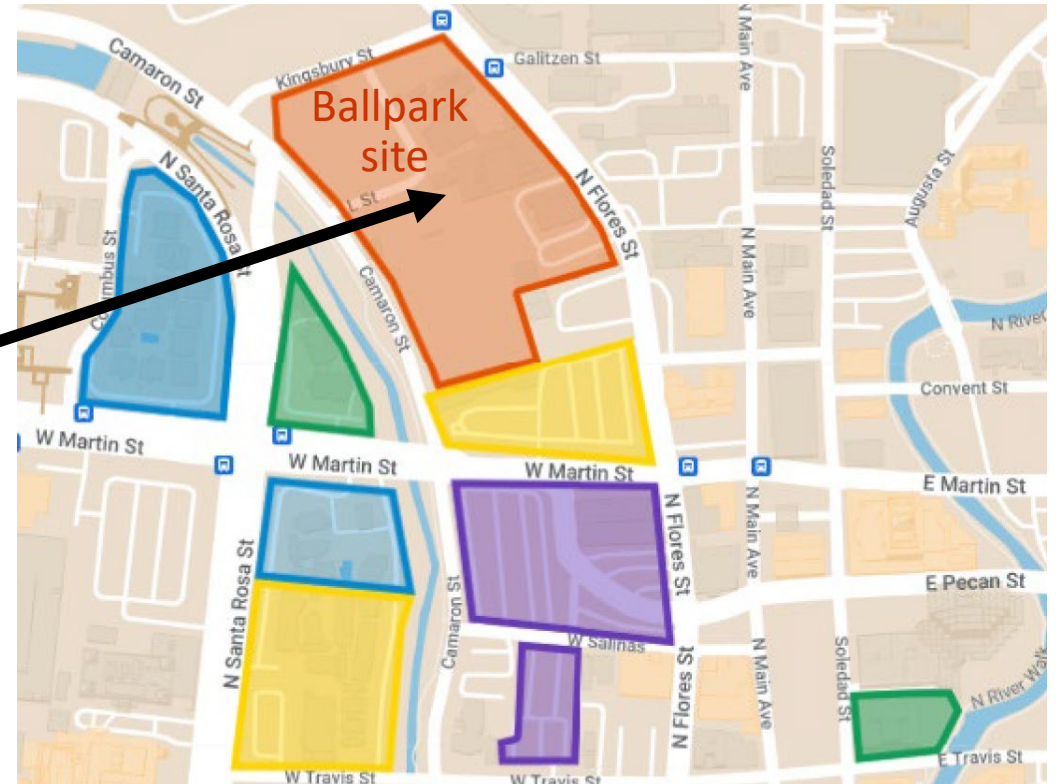 Camaron St
Kingsbury St
Galitzen St
N Main Ave
Ballpark
site
N Santa Rosa St
L St
N Flores St
Soledad St
Augusta St
N Main Ave
Camaron St
N River
Convent St
W Martin St
W Martin St
W Martin St
E Martin St
N Flores St
N Main Ave
E Pecan St
N Santa Rosa St
Camaron St
W Salinas
N Flores St
N Main Ave
Soledad St
N River Walk
E Travis St
W Travis St
W Travis St